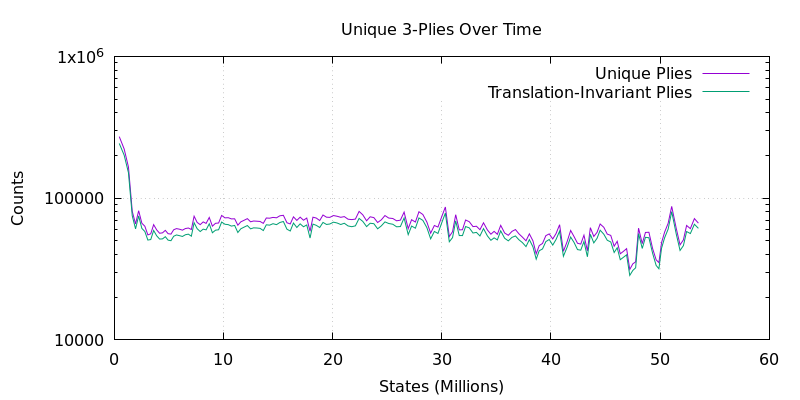 Unique 3-Plies Over Time
1x10^6
Unique Plies
Translation-Invariant Plies
100000
Counts
10000
0 10 20 30 40 50 60
States (Millions)